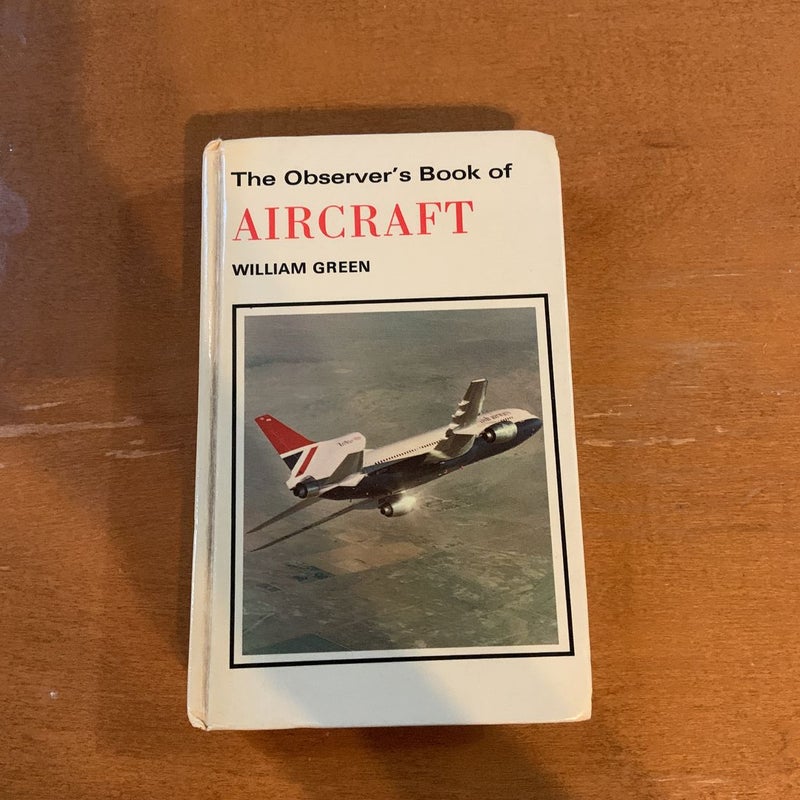 The Observer's Book of
AIRCRAFT
WILLIAM GREEN